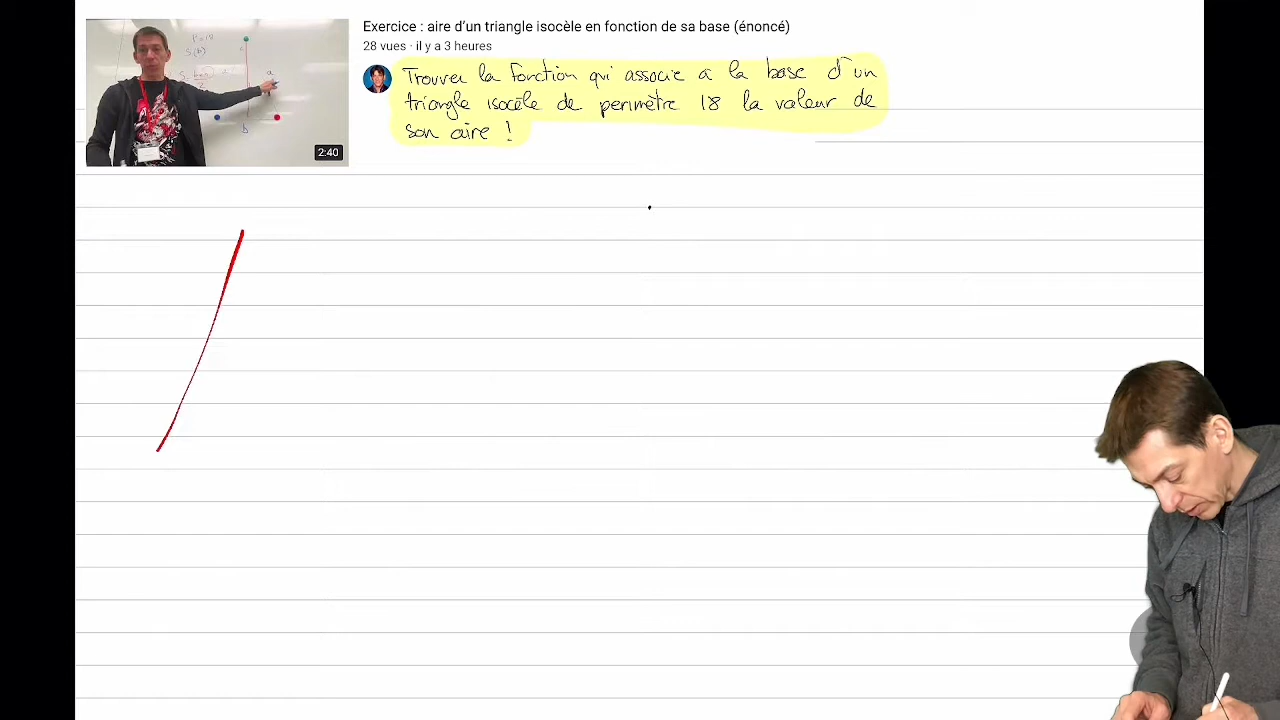 Exercice : aire d'un triangle isocèle en fonction de sa base (énoncé)
28 vues · il y a 3 heures
Trouver la fonction qui associe à la base d'un
triangle isocèle de périmètre 18 la valeur de
son aire !
S(b)
a
b
2:40